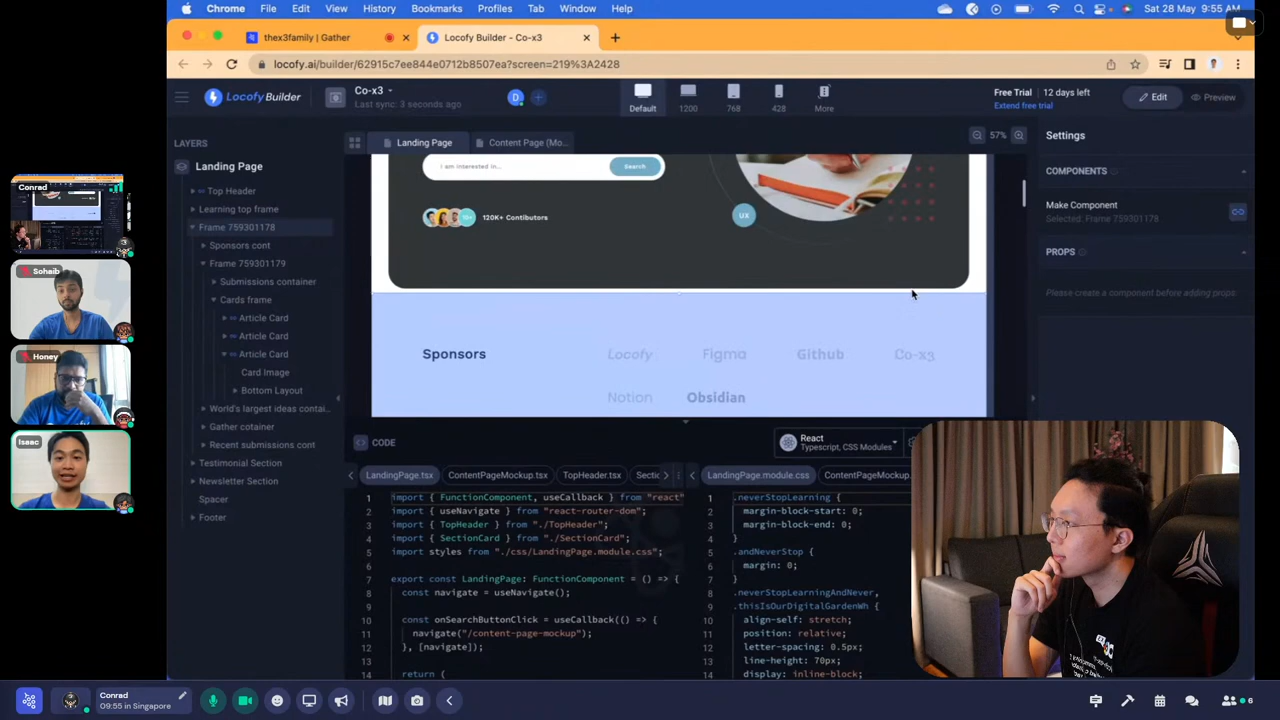 Chrome File Edit View History Bookmarks Profiles Tab Window Help
Sat 28 May 9:55 AM
thex3family | Gather
Locofy Builder - Co-x3
locofy.ai/builder/62915c7ee844e0712b8507ea?screen=219%3A2428
Locofy Builder
Co-x3
Last sync: 3 seconds ago
D
Default
1200
768
428
More
Free Trial 12 days left
Extend free trial
Edit
Preview
LAYERS
Landing Page
Content Page (Mo...
57%
Settings
Landing Page
Top Header
Learning top frame
Frame 759301178
Sponsors cont
Frame 759301179
Submissions container
Cards frame
Article Card
Article Card
Article Card
Card Image
Bottom Layout
World's largest ideas contai...
Gather cotainer
Recent submissions cont
Testimonial Section
Newsletter Section
Spacer
Footer
I am interested in...
Search
120K+ Contibutors
UX
Sponsors
Locofy
Figma
Github
Co-x3
Notion
Obsidian
COMPONENTS
Make Component
Selected: Frame 759301178
PROPS
Please create a component before adding props.
CODE
React
Typescript, CSS Modules
LandingPage.tsx
ContentPageMockup.tsx
TopHeader.tsx
Sectic
LandingPage.module.css
ContentPageMockup.
1 import { FunctionComponent, useCallback } from "react"
2 import { useNavigate } from "react-router-dom";
3 import { TopHeader } from "./TopHeader";
4 import { SectionCard } from "./SectionCard";
5 import styles from "./css/LandingPage.module.css";
6
7 export const LandingPage: FunctionComponent = () => {
8 const navigate = useNavigate();
9
10 const onSearchButtonClick = useCallback(() => {
11 navigate("/content-page-mockup");
12 }, [navigate]);
13
14 return (
1 .neverStopLearning {
2 margin-block-start: 0;
3 margin-block-end: 0;
4 }
5 .andNeverStop {
6 margin: 0;
7 }
8 .neverStopLearningAndNever,
9 .thisIsOurDigitalGardenWh {
10 align-self: stretch;
11 position: relative;
12 letter-spacing: 0.5px;
13 line-height: 70px;
14 display: inline-block;
Conrad
Sohaib
Honey
Isaac
Conrad
09:55 in Singapore
6